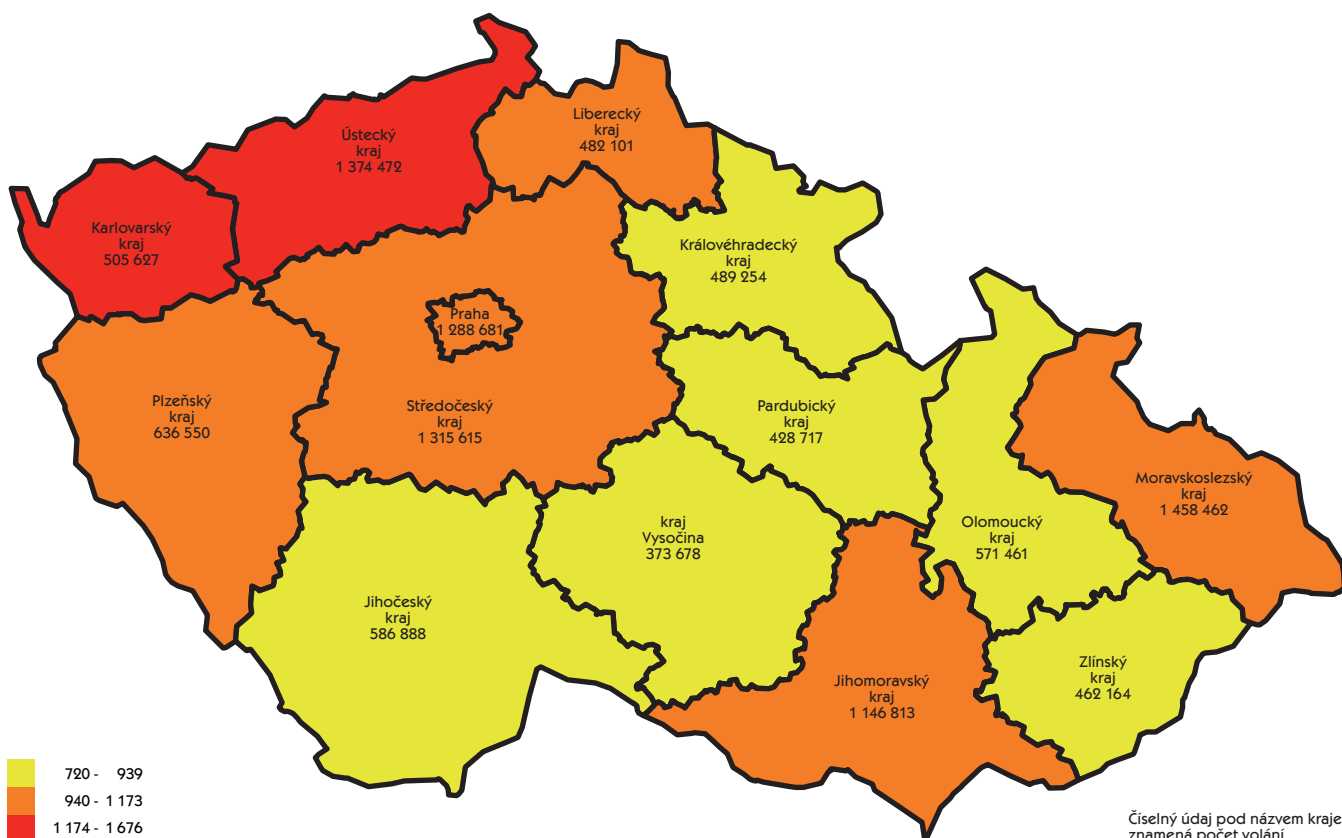 Liberecký
kraj
482 101
Ústecký
kraj
1 374 472
Karlovarský
kraj
505 627
Královéhradecký
kraj
489 254
Praha
1 288 681
Plzeňský
kraj
636 550
Středočeský
kraj
1 315 615
Pardubický
kraj
428 717
Moravskoslezský
kraj
1 458 462
kraj
Vysočina
373 678
Olomoucký
kraj
571 461
Jihočeský
kraj
586 888
Zlínský
kraj
462 164
Jihomoravský
kraj
1 146 813
720 - 939
940 - 1 173
1 174 - 1 676
Číselný údaj pod názvem kraje
znamená počet volání